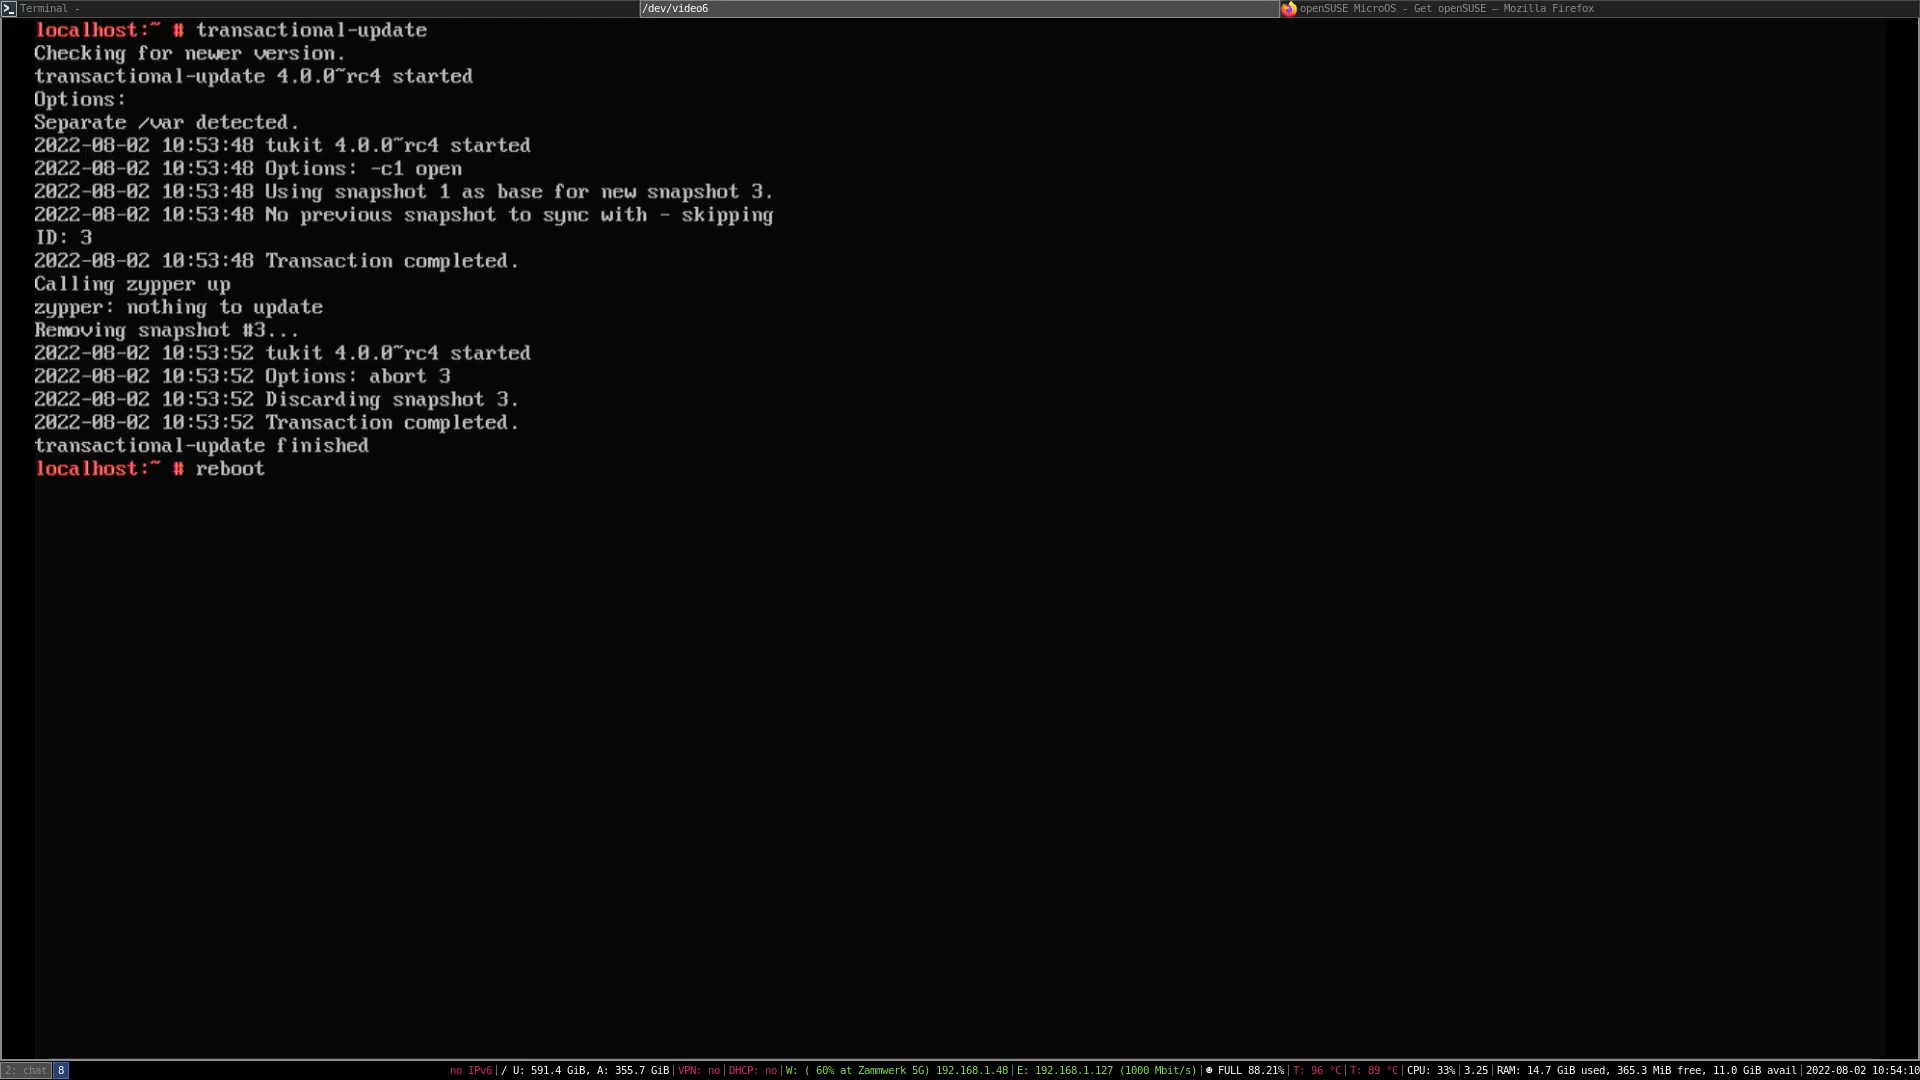 Terminal -
/dev/video6
openSUSE MicroOS - Get openSUSE — Mozilla Firefox
localhost:~ # transactional-update
Checking for newer version.
transactional-update 4.0.0~rc4 started
Options:
Separate /var detected.
2022-08-02 10:53:48 tukit 4.0.0~rc4 started
2022-08-02 10:53:48 Options: -c1 open
2022-08-02 10:53:48 Using snapshot 1 as base for new snapshot 3.
2022-08-02 10:53:48 No previous snapshot to sync with - skipping
ID: 3
2022-08-02 10:53:48 Transaction completed.
Calling zypper up
zypper: nothing to update
Removing snapshot #3...
2022-08-02 10:53:52 tukit 4.0.0~rc4 started
2022-08-02 10:53:52 Options: abort 3
2022-08-02 10:53:52 Discarding snapshot 3.
2022-08-02 10:53:52 Transaction completed.
transactional-update finished
localhost:~ # reboot
2: chat 8 no IPv6|/ U: 591.4 GiB, A: 355.7 GiB|VPN: no|DHCP: no|W: ( 60% at Zammwerk 5G) 192.168.1.48|E: 192.168.1.127 (1000 Mbit/s)|☻ FULL 88.21%|T: 96 °C|T: 89 °C|CPU: 33%|3.25|RAM: 14.7 GiB used, 365.3 MiB free, 11.0 GiB avail|2022-08-02 10:54:10